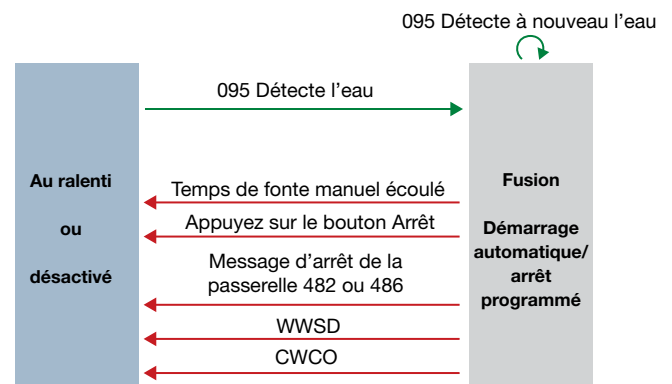 095 Détecte à nouveau l'eau
095 Détecte l'eau
Au ralenti
ou
désactivé
Temps de fonte manuel écoulé
Appuyez sur le bouton Arrêt
Message d'arrêt de la
passerelle 482 ou 486
WWSD
CWCO
Fusion
Démarrage
automatique/
arrêt
programmé